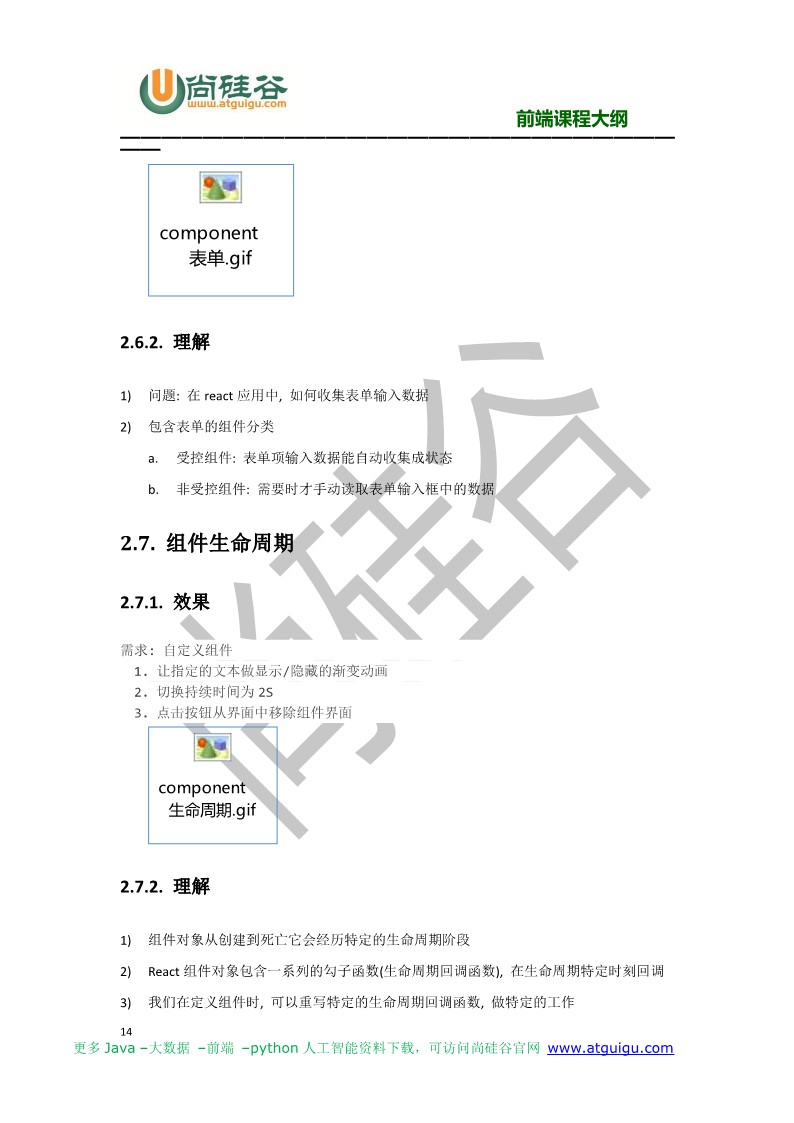 尚硅谷
www.atguigu.com
前端课程大纲
component
表单.gif
2.6.2. 理解
1) 问题: 在 react 应用中, 如何收集表单输入数据
2) 包含表单的组件分类
a. 受控组件: 表单项输入数据能自动收集成状态
b. 非受控组件: 需要时才手动读取表单输入框中的数据
2.7. 组件生命周期
2.7.1. 效果
需求: 自定义组件
1. 让指定的文本做显示/隐藏的渐变动画
2. 切换持续时间为 2S
3. 点击按钮从界面中移除组件界面
component
生命周期.gif
2.7.2. 理解
1) 组件对象从创建到死亡它会经历特定的生命周期阶段
2) React 组件对象包含一系列的勾子函数(生命周期回调函数), 在生命周期特定时刻回调
3) 我们在定义组件时, 可以重写特定的生命周期回调函数, 做特定的工作
14
更多 Java –大数据 –前端 –python 人工智能资料下载，可访问尚硅谷官网 www.atguigu.com
尚硅谷